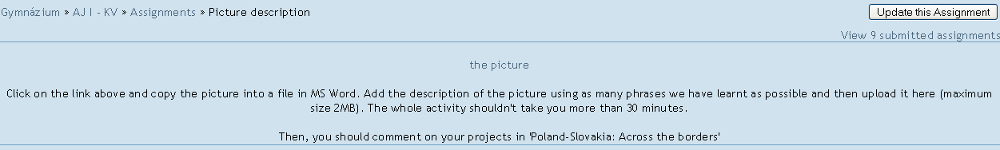 Gymnázium » AJ I - KV » Assignments » Picture description
Update this Assignment
View 9 submitted assignments
the picture
Click on the link above and copy the picture into a file in MS Word. Add the description of the picture using as many phrases we have learnt as possible and then upload it here (maximum
size 2MB). The whole activity shouldn't take you more than 30 minutes.
Then, you should comment on your projects in 'Poland-Slovakia: Across the borders'